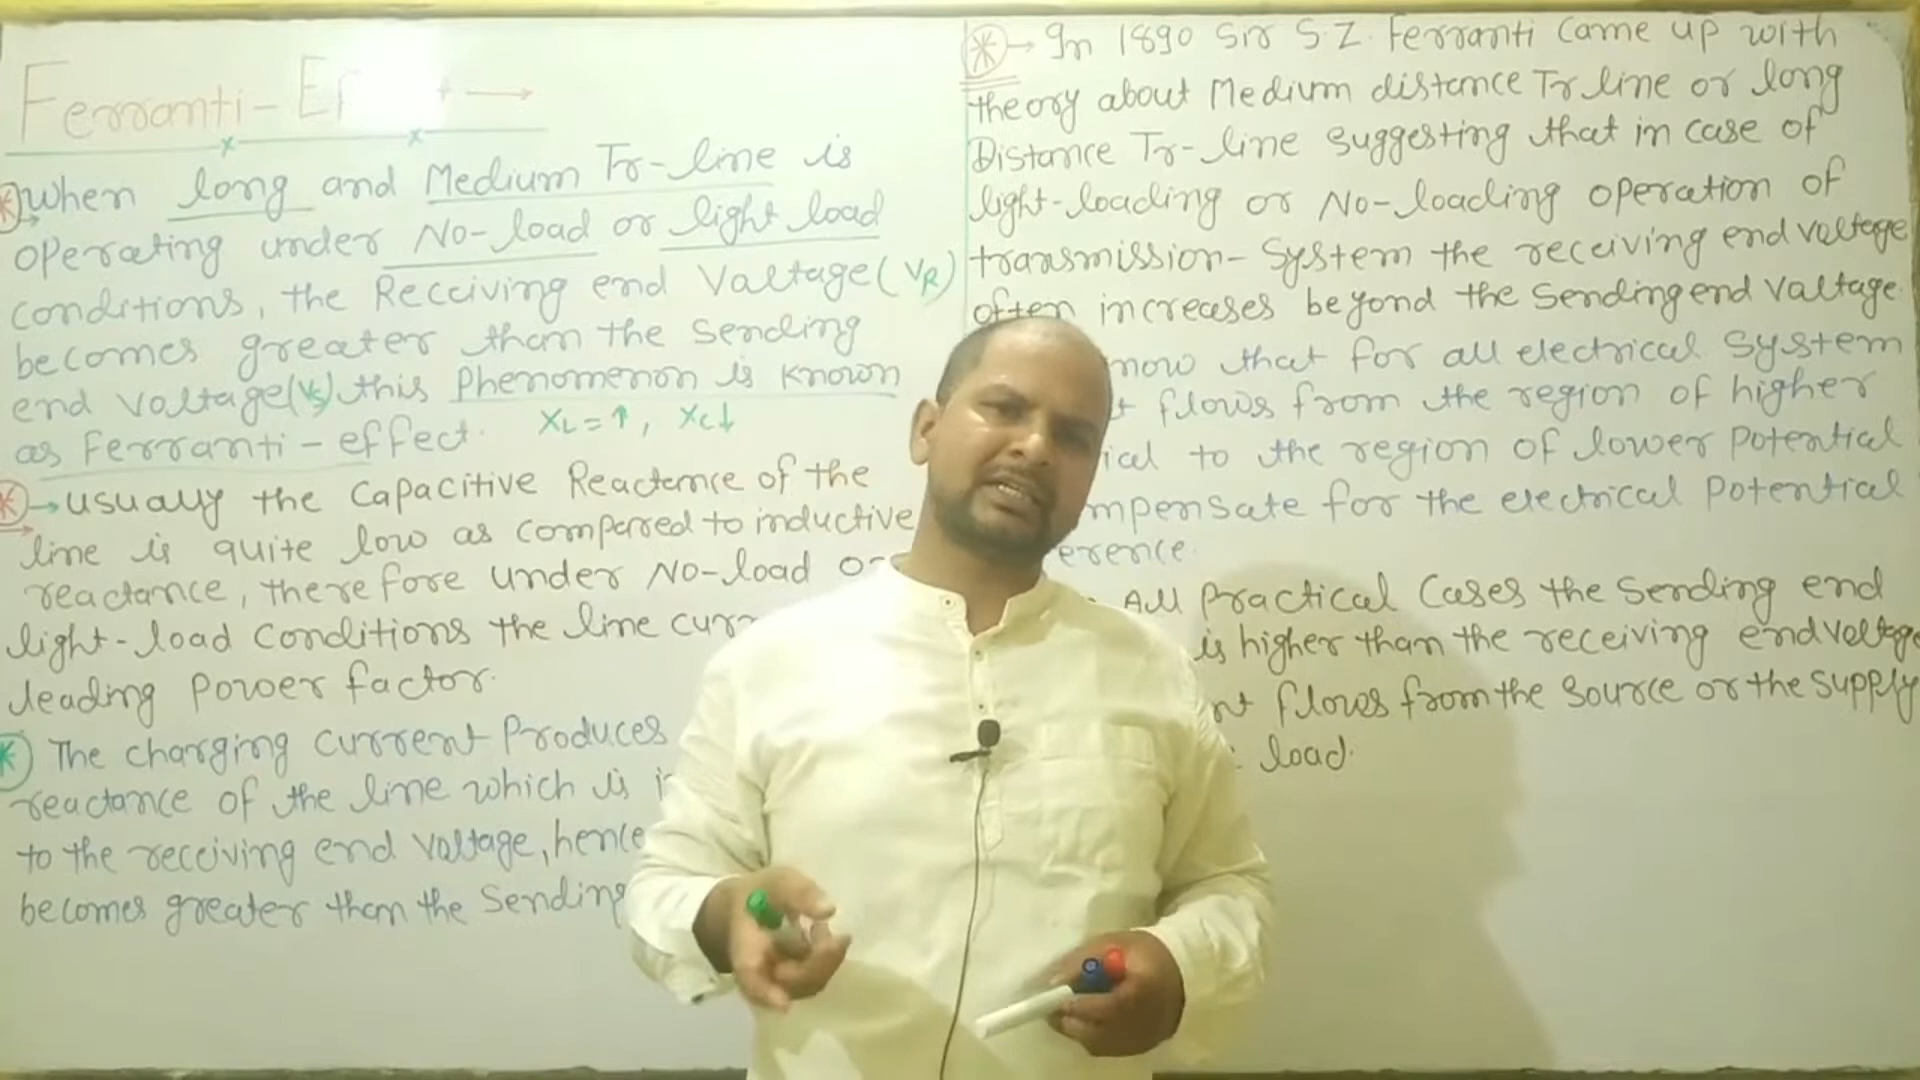 Ferranti-
when long and Medium Tr-line is
operating under No-load or light load
conditions, the Receiving end Voltage (VR)
becomes greater than the sending
end voltage(Vs) this Phenomenon is known
as Ferranti-effect.
XL=↑, XC↓
usually the Capacitive Reactance of the
line is quite low as compared to inductive
reactance, therefore under No-load
light-load conditions the line
leading Power factor.
The charging current Produces
reactance of the line which is
to the receiving end voltage, hence
becomes greater than the Sending
In 1890 Sir S.Z. Ferranti came up with
theory about Medium distance Tr line or long
Distance Tr-line suggesting that in case of
light-loading or No-loading operation of
transmission-System the receiving end voltage
often increases beyond the Sending end voltage.
now that for all electrical System
flows from the region of higher
to the region of lower Potential
for the electrical Potential
All Practical Cases the Sending end
is higher than the receiving end voltage
flows from the Source or the supply
load.